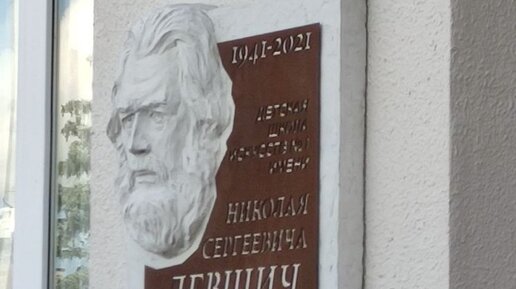 1941-2021
ДЕТСКАЯ
ШКОЛА
ИСКУССТВ №1
ИМЕНИ
НИКОЛАЯ
СЕРГЕЕВИЧА